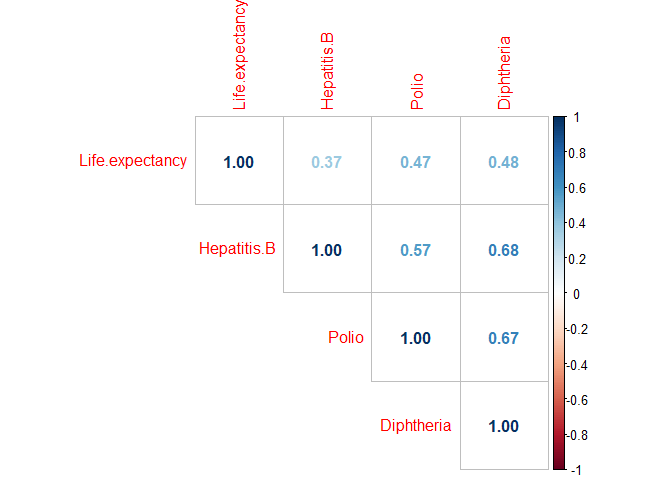 Life.expectancy
Hepatitis.B
Polio
Diphtheria
Life.expectancy 1.00 0.37 0.47 0.48
Hepatitis.B 1.00 0.57 0.68
Polio 1.00 0.67
Diphtheria 1.00
1
0.8
0.6
0.4
0.2
0
-0.2
-0.4
-0.6
-0.8
-1